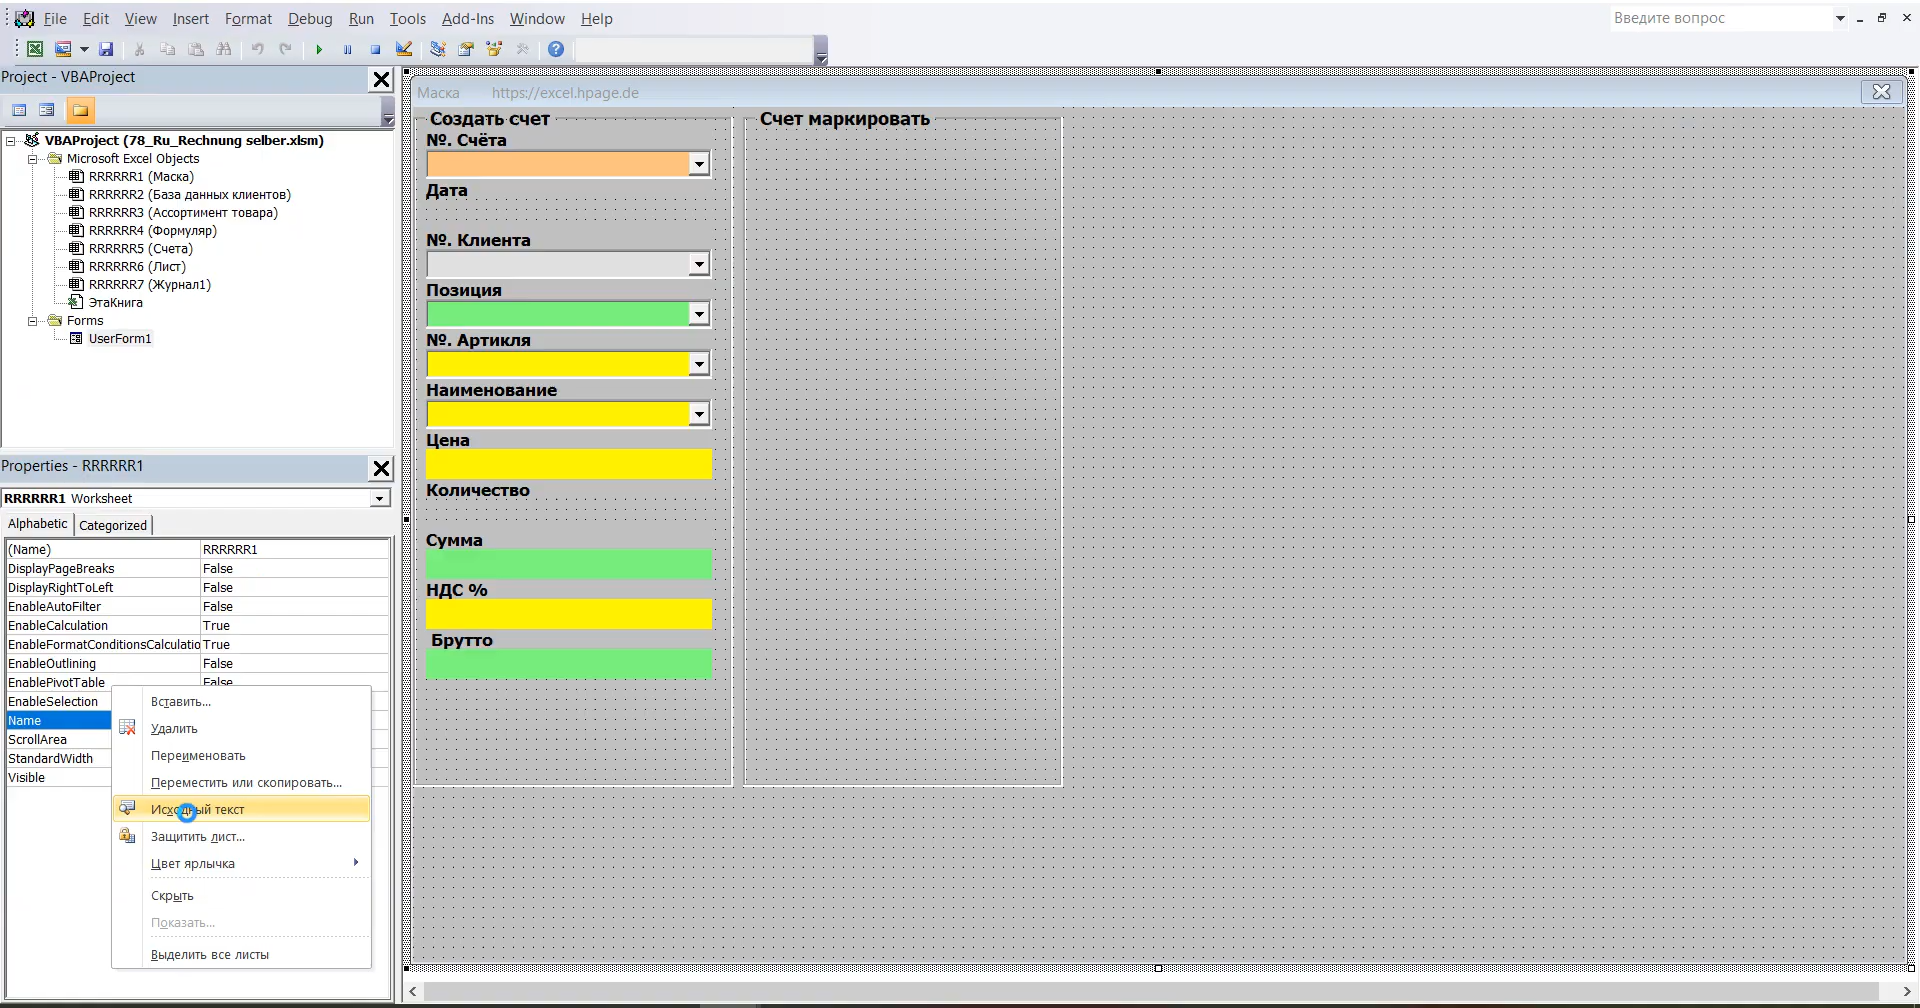 File Edit View Insert Format Debug Run Tools Add-Ins Window Help
Введите вопрос
Project - VBAProject
VBAProject (78_Ru_Rechnung selber.xlsm)
Microsoft Excel Objects
RRRRRR1 (Маска)
RRRRRR2 (База данных клиентов)
RRRRRR3 (Ассортимент товара)
RRRRRR4 (Формуляр)
RRRRRR5 (Счета)
RRRRRR6 (Лист)
RRRRRR7 (Журнал1)
ЭтаКнига
Forms
UserForm1
Properties - RRRRRR1
RRRRRR1 Worksheet
Alphabetic Categorized
(Name) RRRRRR1
DisplayPageBreaks False
DisplayRightToLeft False
EnableAutoFilter False
EnableCalculation True
EnableFormatConditionsCalculatio True
EnableOutlining False
EnablePivotTable False
EnableSelection
Name
ScrollArea
StandardWidth
Visible
Вставить...
Удалить
Переименовать
Переместить или скопировать...
Исходный текст
Защитить лист...
Цвет ярлычка
Скрыть
Показать...
Выделить все листы
Маска https://excel.hpage.de
Создать счет
№. Счёта
Дата
№. Клиента
Позиция
№. Артикля
Наименование
Цена
Количество
Сумма
НДС %
Брутто
Счет маркировать